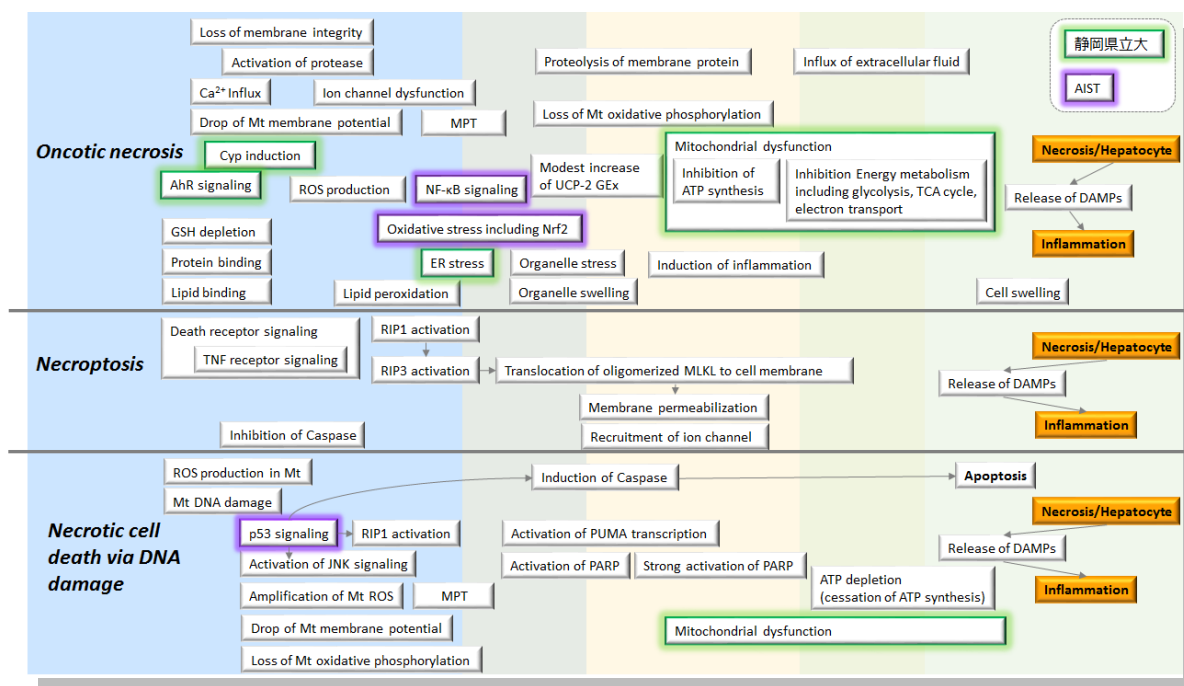 Loss of membrane integrity
Activation of protease
Proteolysis of membrane protein
Influx of extracellular fluid
静岡県立大
AIST
Ca2+ Influx
Ion channel dysfunction
Drop of Mt membrane potential
MPT
Loss of Mt oxidative phosphorylation
Oncotic necrosis
Cyp induction
AhR signaling
ROS production
NF-κB signaling
Modest increase
of UCP-2 GEx
Mitochondrial dysfunction
Inhibition of
ATP synthesis
Inhibition Energy metabolism
including glycolysis, TCA cycle,
electron transport
Necrosis/Hepatocyte
Release of DAMPs
Inflammation
GSH depletion
Oxidative stress including Nrf2
Protein binding
ER stress
Organelle stress
Induction of inflammation
Lipid binding
Lipid peroxidation
Organelle swelling
Cell swelling
Necroptosis
Death receptor signaling
TNF receptor signaling
RIP1 activation
RIP3 activation
Translocation of oligomerized MLKL to cell membrane
Membrane permeabilization
Recruitment of ion channel
Inhibition of Caspase
Necrosis/Hepatocyte
Release of DAMPs
Inflammation
Necrotic cell
death via DNA
damage
ROS production in Mt
Mt DNA damage
Induction of Caspase
Apoptosis
p53 signaling
RIP1 activation
Activation of PUMA transcription
Necrosis/Hepatocyte
Release of DAMPs
Inflammation
Activation of JNK signaling
Activation of PARP
Strong activation of PARP
ATP depletion
(cessation of ATP synthesis)
Amplification of Mt ROS
MPT
Drop of Mt membrane potential
Mitochondrial dysfunction
Loss of Mt oxidative phosphorylation